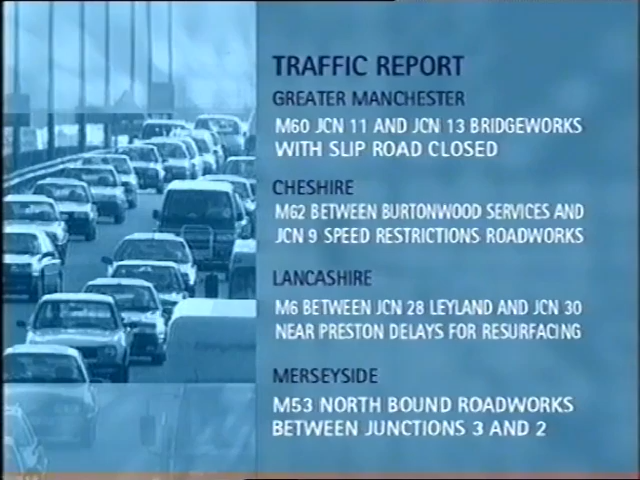 TRAFFIC REPORT
GREATER MANCHESTER
M60 JCN 11 AND JCN 13 BRIDGEWORKS
WITH SLIP ROAD CLOSED
CHESHIRE
M62 BETWEEN BURTONWOOD SERVICES AND
JCN 9 SPEED RESTRICTIONS ROADWORKS
LANCASHIRE
M6 BETWEEN JCN 28 LEYLAND AND JCN 30
NEAR PRESTON DELAYS FOR RESURFACING
MERSEYSIDE
M53 NORTH BOUND ROADWORKS
BETWEEN JUNCTIONS 3 AND 2